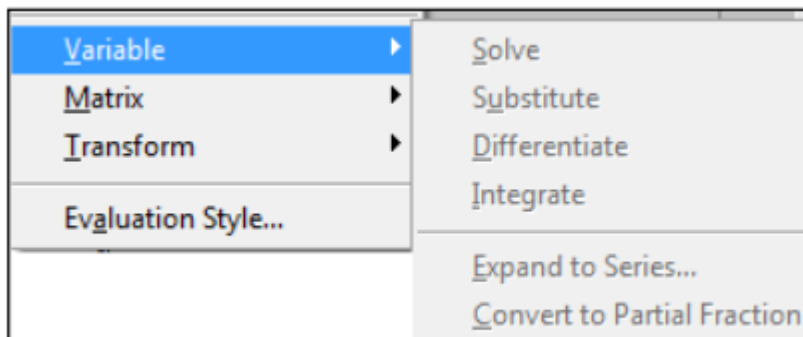 Variable
Matrix
Transform
Evaluation Style...
Solve
Substitute
Differentiate
Integrate
Expand to Series...
Convert to Partial Fraction